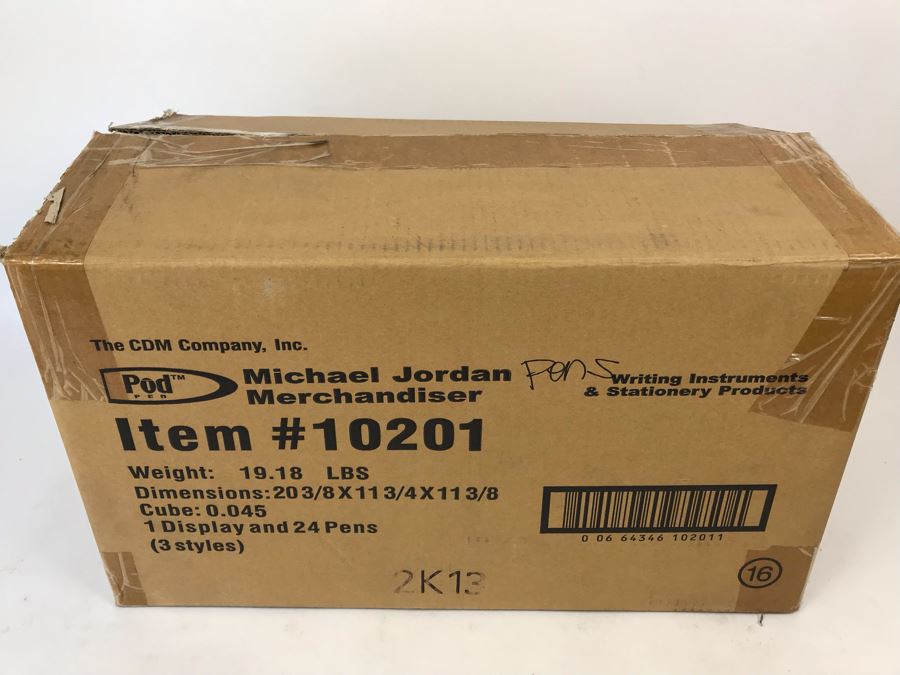 The CDM Company, Inc.
Pod™
PEN
Michael Jordan
Merchandiser
Pens
Writing Instruments
& Stationery Products
Item #10201
Weight: 19.18 LBS
Dimensions: 20 3/8 X 11 3/4 X 11 3/8
Cube: 0.045
1 Display and 24 Pens
(3 styles)
0 06 64346 102011
2K13
16